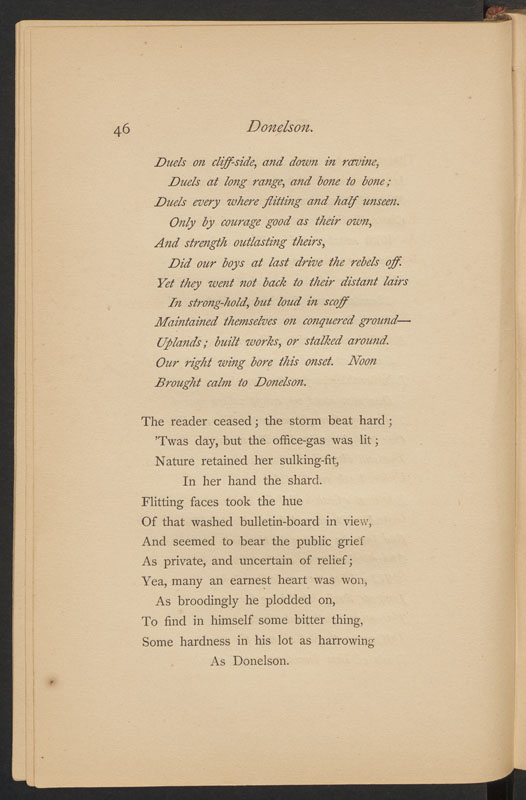 46 Donelson.
Duels on cliff-side, and down in ravine,
Duels at long range, and bone to bone;
Duels every where flitting and half unseen.
Only by courage good as their own,
And strength outlasting theirs,
Did our boys at last drive the rebels off.
Yet they went not back to their distant lairs
In strong-hold, but loud in scoff
Maintained themselves on conquered ground—
Uplands; built works, or stalked around.
Our right wing bore this onset. Noon
Brought calm to Donelson.
The reader ceased; the storm beat hard;
'Twas day, but the office-gas was lit;
Nature retained her sulking-fit,
In her hand the shard.
Flitting faces took the hue
Of that washed bulletin-board in view,
And seemed to bear the public grief
As private, and uncertain of relief;
Yea, many an earnest heart was won,
As broodingly he plodded on,
To find in himself some bitter thing,
Some hardness in his lot as harrowing
As Donelson.